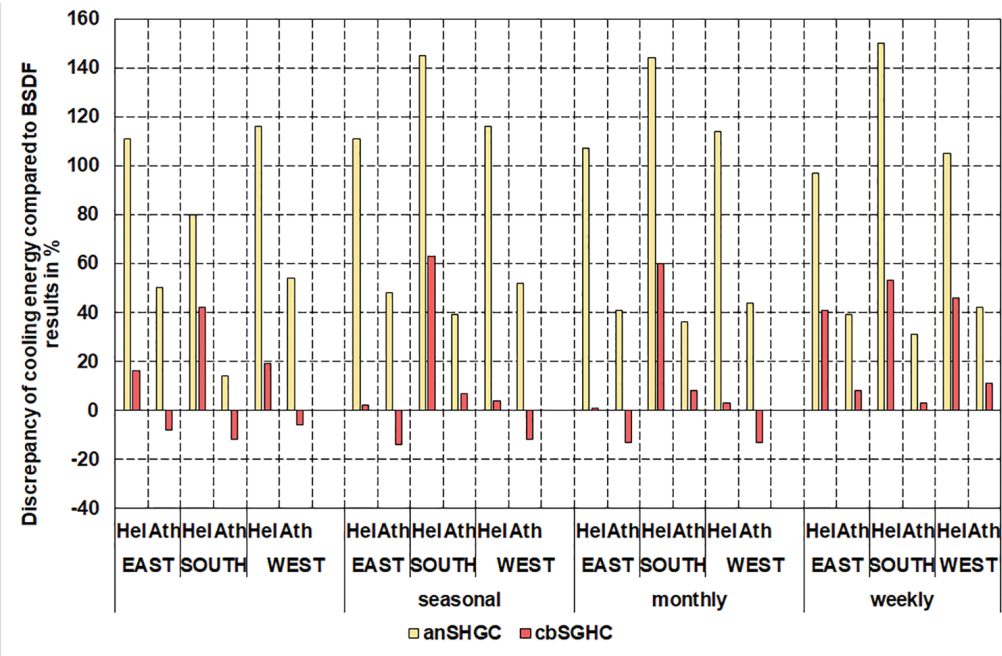 Discrepancy of cooling energy compared to BSDF
results in %
160
140
120
100
80
60
40
20
0
-20
-40
Hel Ath Hel Ath Hel Ath Hel Ath Hel Ath Hel Ath Hel Ath Hel Ath Hel Ath Hel Ath Hel Ath Hel Ath
EAST SOUTH WEST EAST SOUTH WEST EAST SOUTH WEST EAST SOUTH WEST
seasonal monthly weekly
anSHGC cbSGHC